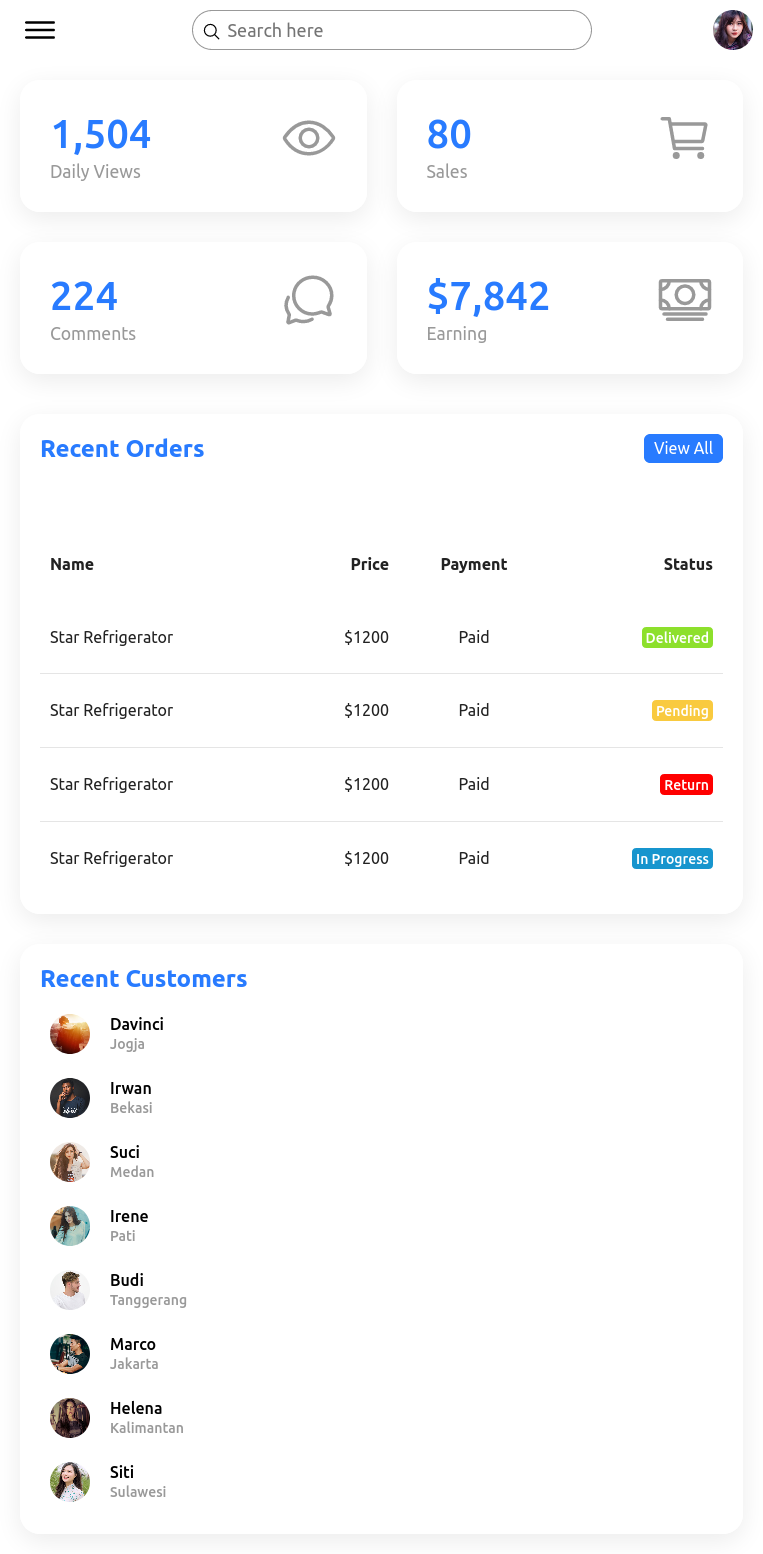 Search here
1,504
Daily Views
80
Sales
224
Comments
$7,842
Earning
Recent Orders
View All
Name Price Payment Status
Star Refrigerator $1200 Paid Delivered
Star Refrigerator $1200 Paid Pending
Star Refrigerator $1200 Paid Return
Star Refrigerator $1200 Paid In Progress
Recent Customers
Davinci
Jogja
Irwan
Bekasi
Suci
Medan
Irene
Pati
Budi
Tanggerang
Marco
Jakarta
Helena
Kalimantan
Siti
Sulawesi